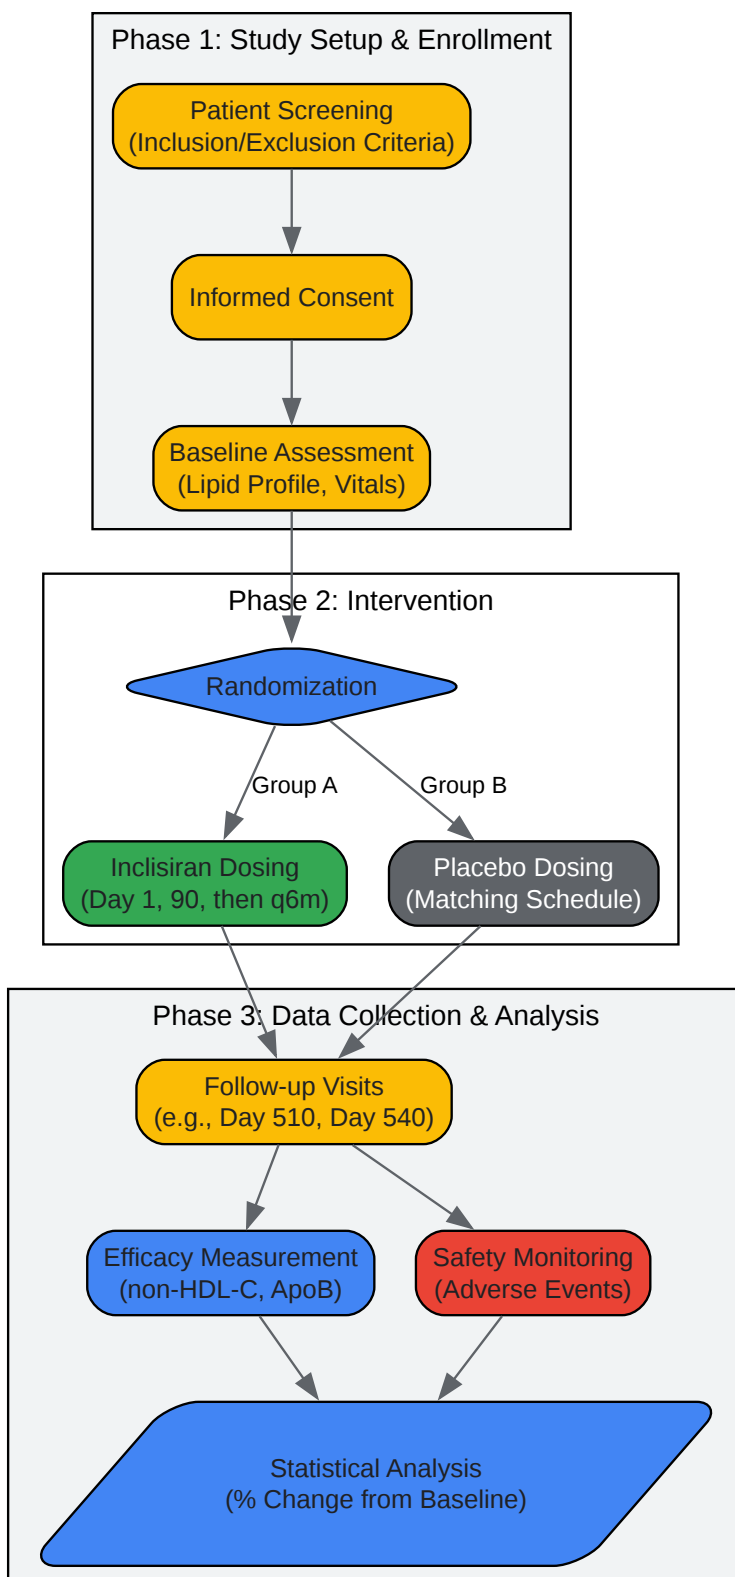 Phase 1: Study Setup & Enrollment
Patient Screening
(Inclusion/Exclusion Criteria)
Informed Consent
Baseline Assessment
(Lipid Profile, Vitals)
Phase 2: Intervention
Randomization
Group A
Group B
Inclisiran Dosing
(Day 1, 90, then q6m)
Placebo Dosing
(Matching Schedule)
Phase 3: Data Collection & Analysis
Follow-up Visits
(e.g., Day 510, Day 540)
Efficacy Measurement
(non-HDL-C, ApoB)
Safety Monitoring
(Adverse Events)
Statistical Analysis
(% Change from Baseline)